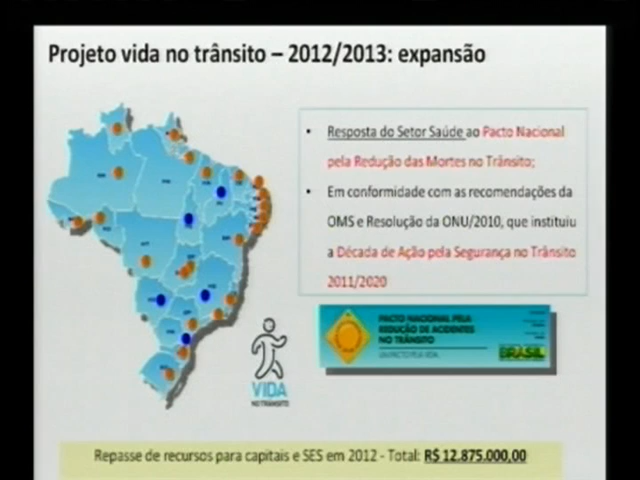 Projeto vida no trânsito – 2012/2013: expansão
• Resposta do Setor Saúde ao Pacto Nacional
pela Redução das Mortes no Trânsito;
• Em conformidade com as recomendações da
OMS e Resolução da ONU/2010, que instituiu
a Década de Ação pela Segurança no Trânsito
2011/2020
PACTO NACIONAL PELA
REDUÇÃO DE ACIDENTES
NO TRÂNSITO
UM PACTO PELA VIDA
BRASIL
VIDA
NO TRÂNSITO
Repasse de recursos para capitais e SES em 2012 - Total: R$ 12.875.000,00